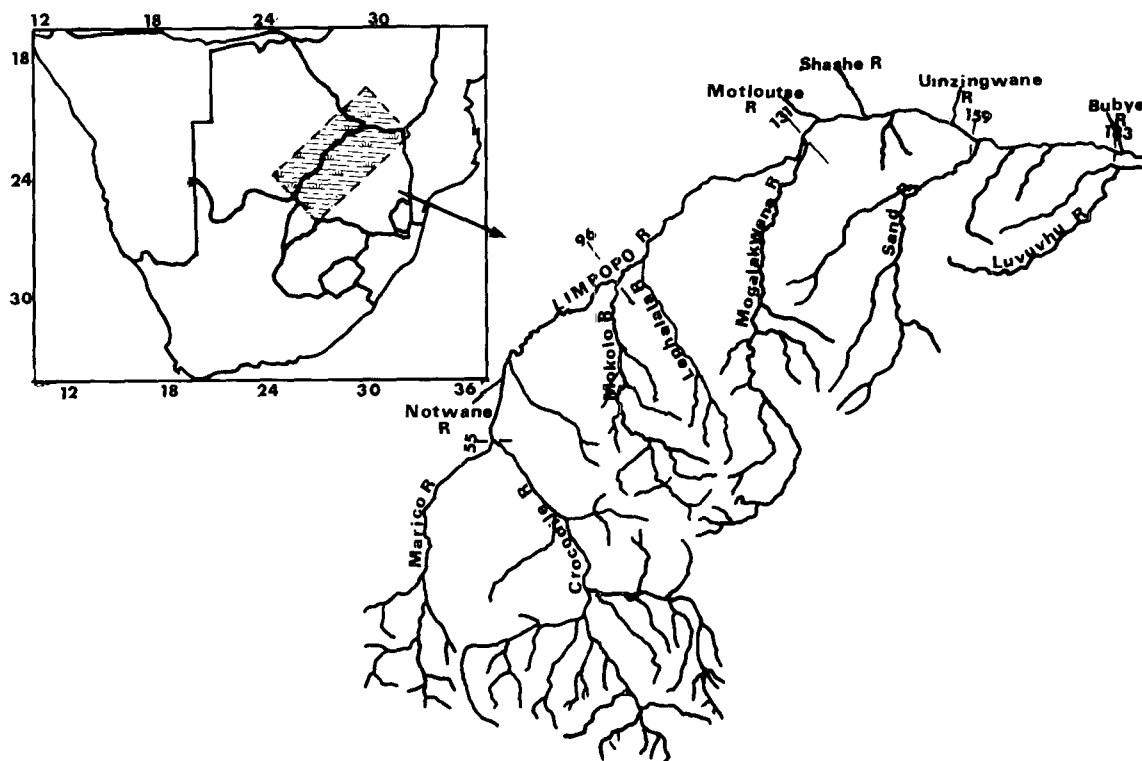 12 18 24 30
18
24
30
12 18 24 30 36
Shashe R
Motloutse
R
131
Umzingwane
R
159
Bubye
R
LIMPOPO R
96
Mokolo R
Lephalala R
Mogalakwena R
Sand R
Luvuvhu R
Notwane
R
55
Marico R
Crocodile R